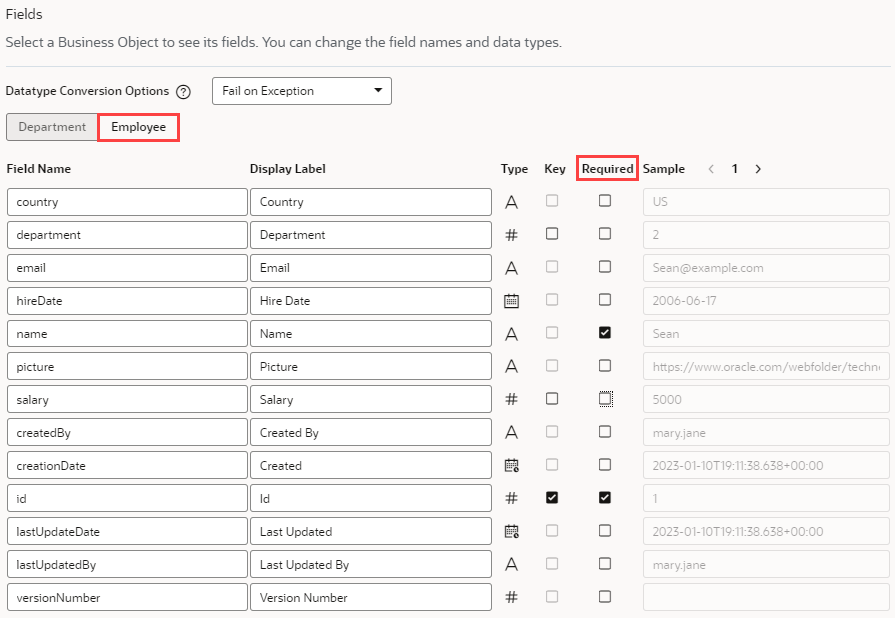 Fields
Select a Business Object to see its fields. You can change the field names and data types.
Datatype Conversion Options ? Fail on Exception
Department Employee
Field Name Display Label Type Key Required Sample < 1 >
country Country A US
department Department # 2
email Email A Sean@example.com
hireDate Hire Date 2006-06-17
name Name A Sean
picture Picture A https://www.oracle.com/webfolder/techn
salary Salary # 5000
createdBy Created By A mary.jane
creationDate Created 2023-01-10T19:11:38.638+00:00
id Id # 1
lastUpdateDate Last Updated 2023-01-10T19:11:38.638+00:00
lastUpdatedBy Last Updated By A mary.jane
versionNumber Version Number #